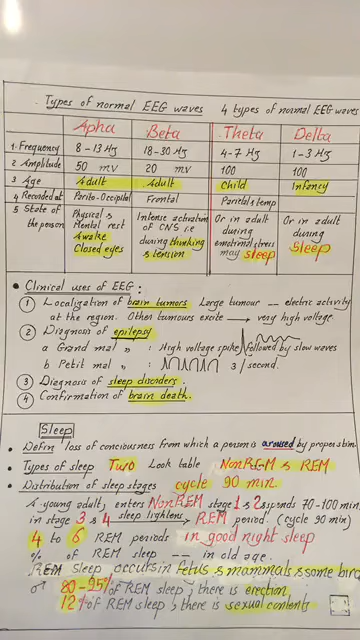 Types of normal EEG waves 4 types of normal EEG waves
Apha Beta Theta Delta
1. Frequency 8-13 Hz 18-30 Hz 4-7 Hz 1-3 Hz
2 Amplitude 50 mv 20 mv 100 100
3 Age Adult Adult Child Infancy
4 Recorded at Parito-Occipital Frontal Parietal & temp
5 State of the person Physical & Mental rest Awake Closed eyes Intense activation of CNS i.e during thinking & tension Or in adult during emotional stress may sleep Or in adult during Sleep
• Clinical uses of EEG:
① Localization of brain tumors Large tumour — electric activity
at the region. Other tumours excite → very high voltage.
② Diagnosis of epilepsy
a Grand mal " : High voltage spike followed by slow waves
b Petit mal " : 3/second.
③ Diagnosis of sleep disorders.
④ Confirmation of brain death.
Sleep
• Defin loss of conciousness from which a person is aroused by proper stim
• Types of sleep Two Look table NonREM & REM
• Distribution of sleep stages cycle 90 min
A young adult, enters NonREM stage 1 & 2 spends 70-100 min
in stage 3 & 4 sleep lightens → REM period. (cycle 90 min)
4 to 6 REM periods in good night sleep
% of REM sleep --- in old age.
REM Sleep occurs in fetus & mammals & some bird
♂ 80-95% of REM sleep, there is erection,
12% of REM sleep, there is sexual contents